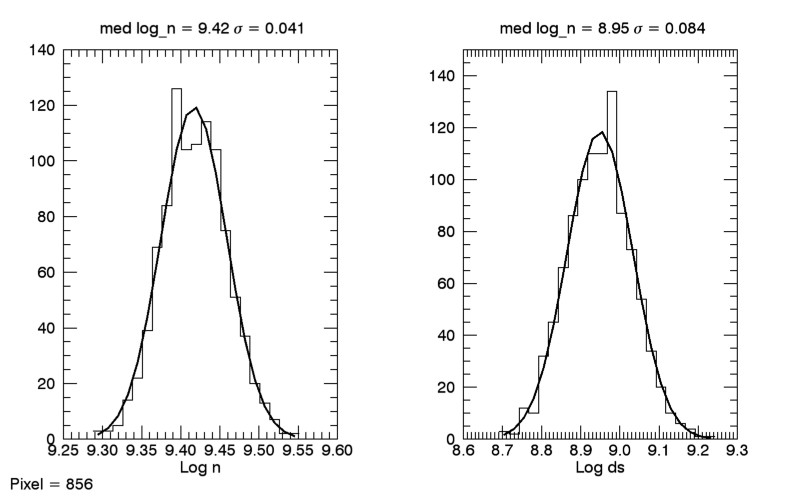 med log_n = 9.42 σ = 0.041
140
120
100
80
60
40
20
0
9.25 9.30 9.35 9.40 9.45 9.50 9.55 9.60
Log n
med log_n = 8.95 σ = 0.084
140
120
100
80
60
40
20
0
8.6 8.7 8.8 8.9 9.0 9.1 9.2 9.3
Log ds
Pixel = 856